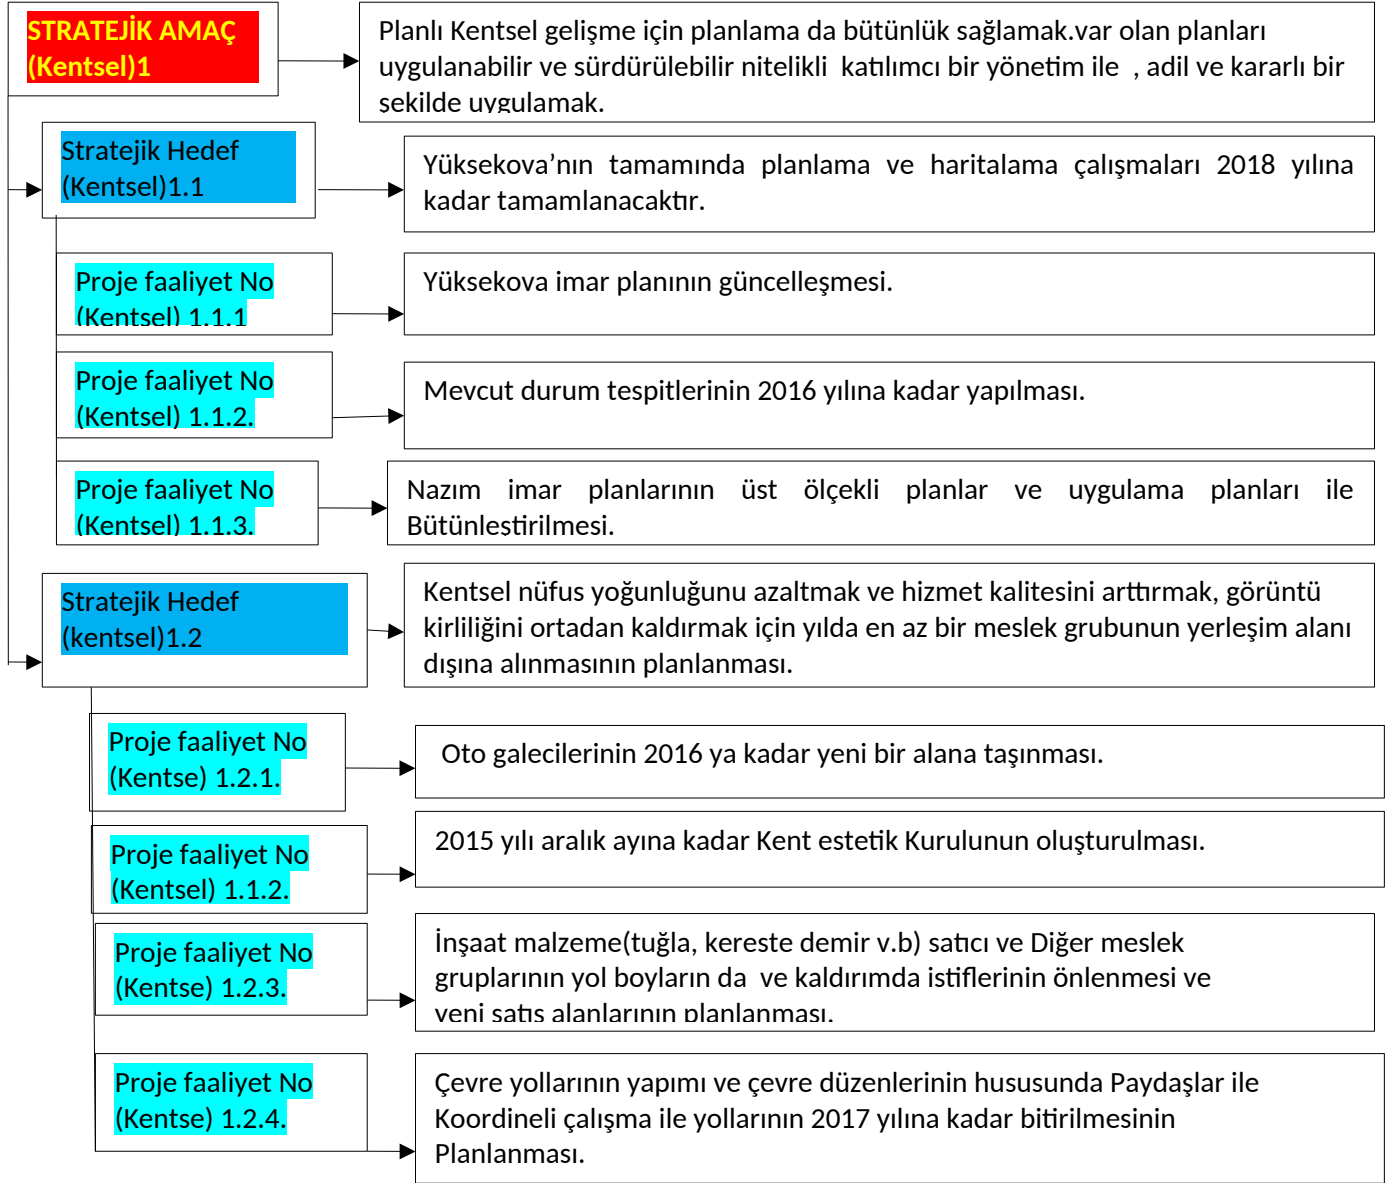 STRATEJİK AMAÇ
(Kentsel)1
Planlı Kentsel gelişme için planlama da bütünlük sağlamak.var olan planları
uygulanabilir ve sürdürülebilir nitelikli  katılımcı bir yönetim ile  , adil ve kararlı bir
şekilde uygulamak.
Stratejik Hedef
(Kentsel)1.1
Yüksekova’nın tamamında planlama ve haritalama çalışmaları 2018 yılına
kadar tamamlanacaktır.
Proje faaliyet No
(Kentsel) 1.1.1
Yüksekova imar planının güncelleşmesi.
Proje faaliyet No
(Kentsel) 1.1.2.
Mevcut durum tespitlerinin 2016 yılına kadar yapılması.
Proje faaliyet No
(Kentsel) 1.1.3.
Nazım imar planlarının üst ölçekli planlar ve uygulama planları ile
Bütünleştirilmesi.
Stratejik Hedef
(kentsel)1.2
Kentsel nüfus yoğunluğunu azaltmak ve hizmet kalitesini arttırmak, görüntü
kirliliğini ortadan kaldırmak için yılda en az bir meslek grubunun yerleşim alanı
dışına alınmasının planlanması.
Proje faaliyet No
(Kentse) 1.2.1.
Oto galecilerinin 2016 ya kadar yeni bir alana taşınması.
Proje faaliyet No
(Kentsel) 1.1.2.
2015 yılı aralık ayına kadar Kent estetik Kurulunun oluşturulması.
Proje faaliyet No
(Kentse) 1.2.3.
İnşaat malzeme(tuğla, kereste demir v.b) satıcı ve Diğer meslek
gruplarının yol boyların da  ve kaldırımda istiflerinin önlenmesi ve
yeni satış alanlarının planlanması.
Proje faaliyet No
(Kentse) 1.2.4.
Çevre yollarının yapımı ve çevre düzenlerinin hususunda Paydaşlar ile
Koordineli çalışma ile yollarının 2017 yılına kadar bitirilmesinin
Planlanması.